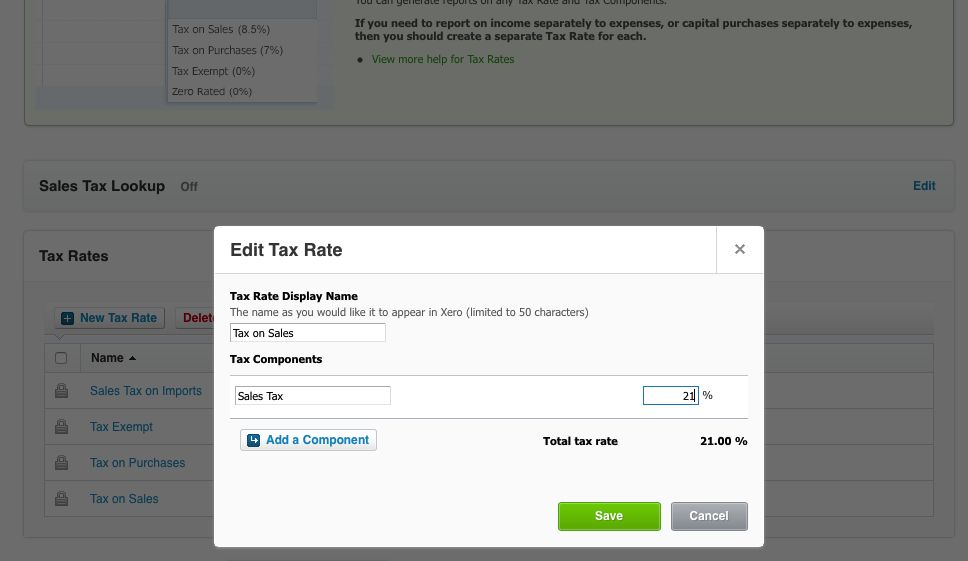 You can generate reports on any Tax Rate and Tax Components.
Tax on Sales (8.5%)
Tax on Purchases (7%)
Tax Exempt (0%)
Zero Rated (0%)
If you need to report on income separately to expenses, or capital purchases separately to expenses,
then you should create a separate Tax Rate for each.
View more help for Tax Rates
Sales Tax Lookup Off Edit
Tax Rates
New Tax Rate Delet
Name
Sales Tax on Imports
Tax Exempt
Tax on Purchases
Tax on Sales
Edit Tax Rate
Tax Rate Display Name
The name as you would like it to appear in Xero (limited to 50 characters)
Tax on Sales
Tax Components
Sales Tax 21 %
Add a Component Total tax rate 21.00 %
Save Cancel